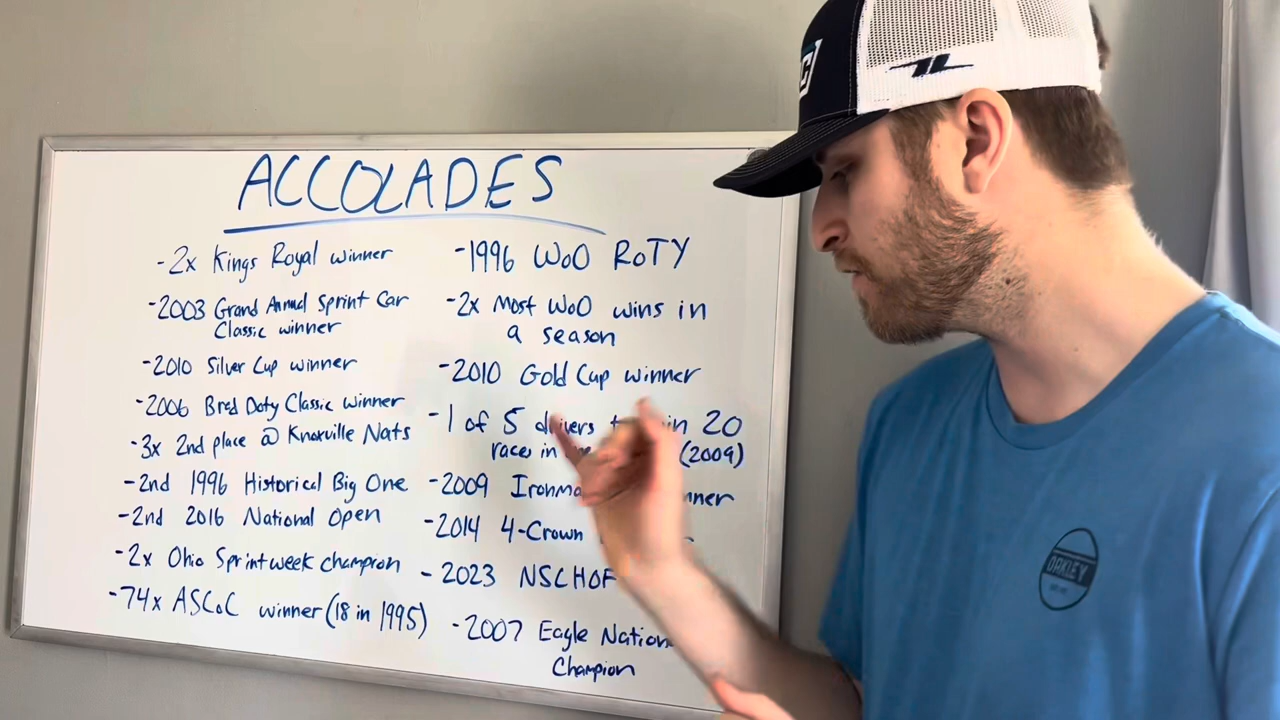 ACCOLADES
-2x Kings Royal winner
-2003 Grand Annual Sprint Car
Classic winner
-2010 Silver Cup winner
-2006 Brad Doty Classic winner
-3x 2nd place @ Knoxville Nats
-2nd 1996 Historical Big One
-2nd 2016 National Open
-2x Ohio Sprintweek champion
-74x ASCoC winner (18 in 1995)
-1996 WoO RoTY
-2x Most WoO wins in
a season
-2010 Gold Cup winner
-1 of 5 drivers 20
races in (2009)
-2009
-2014 4-Crown
-2023 NSCHOF
-2007 Eagle
Champion
OAKLEY